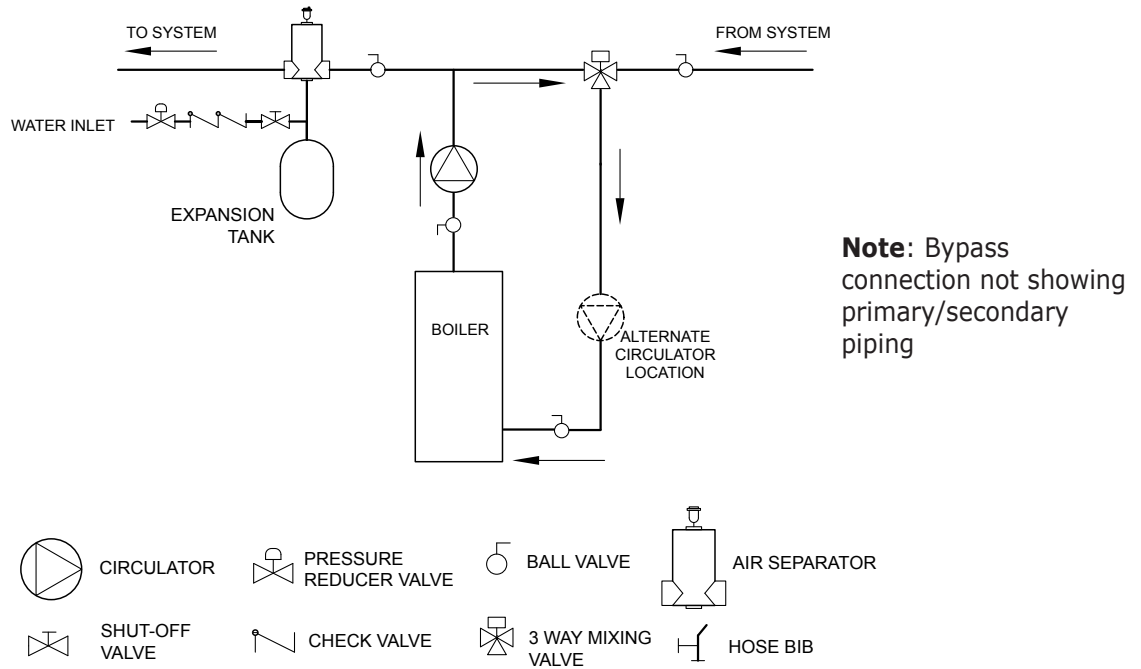 TO SYSTEM
FROM SYSTEM
WATER INLET
EXPANSION
TANK
BOILER
ALTERNATE
CIRCULATOR
LOCATION
Note: Bypass
connection not showing
primary/secondary
piping
CIRCULATOR
PRESSURE
REDUCER VALVE
BALL VALVE
AIR SEPARATOR
SHUT-OFF
VALVE
CHECK VALVE
3 WAY MIXING
VALVE
HOSE BIB